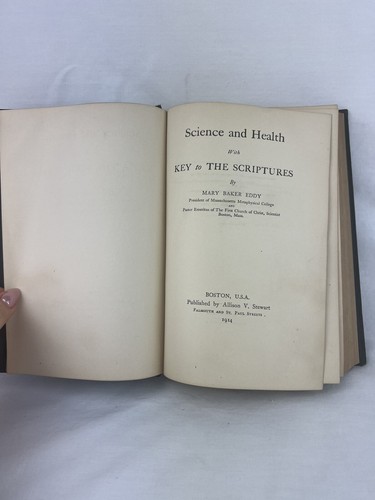 Science and Health
With
KEY to THE SCRIPTURES
By
MARY BAKER EDDY
President of Massachusetts Metaphysical College
and
Pastor Emeritus of The First Church of Christ, Scientist
Boston, Mass.
BOSTON, U.S.A.
Published by Allison V. Stewart
Falmouth and St. Paul Streets
1914